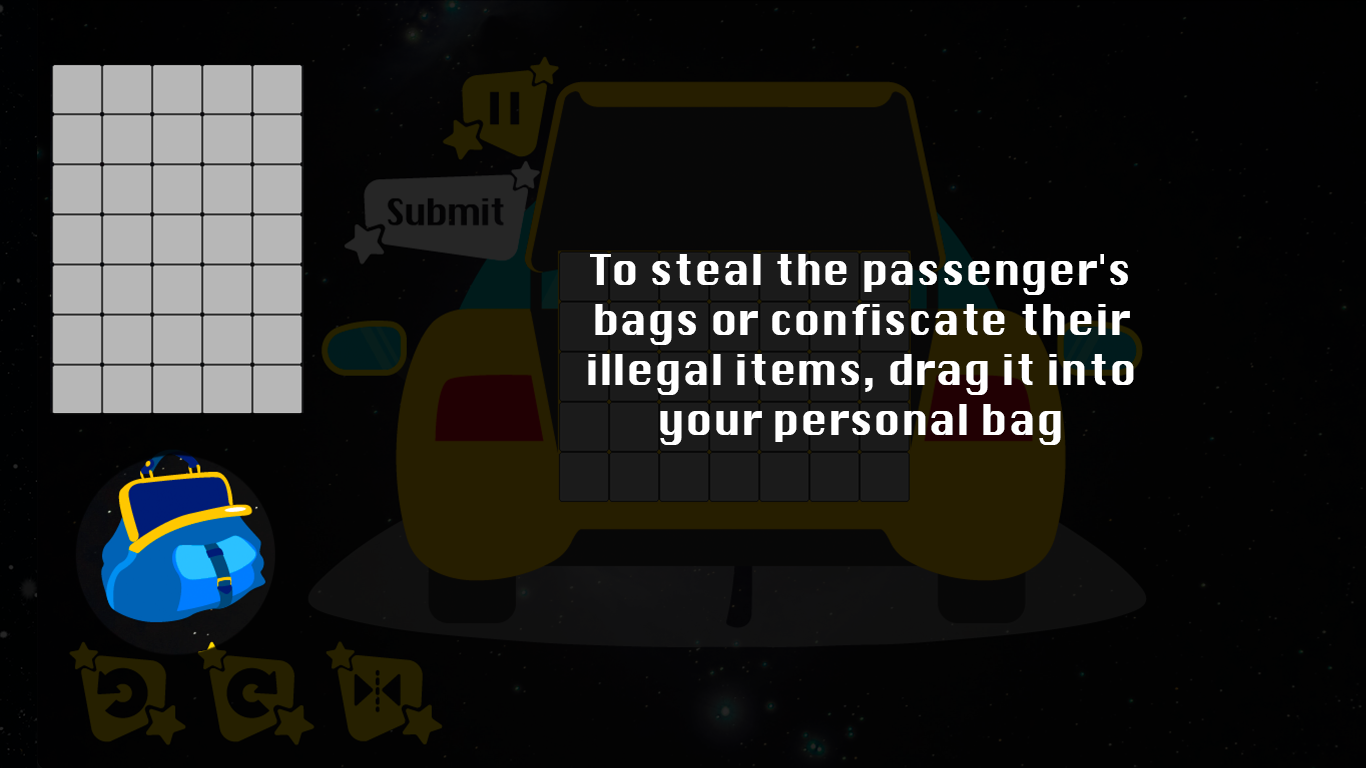 Submit
To steal the passenger's
bags or confiscate their
illegal items, drag it into
your personal bag